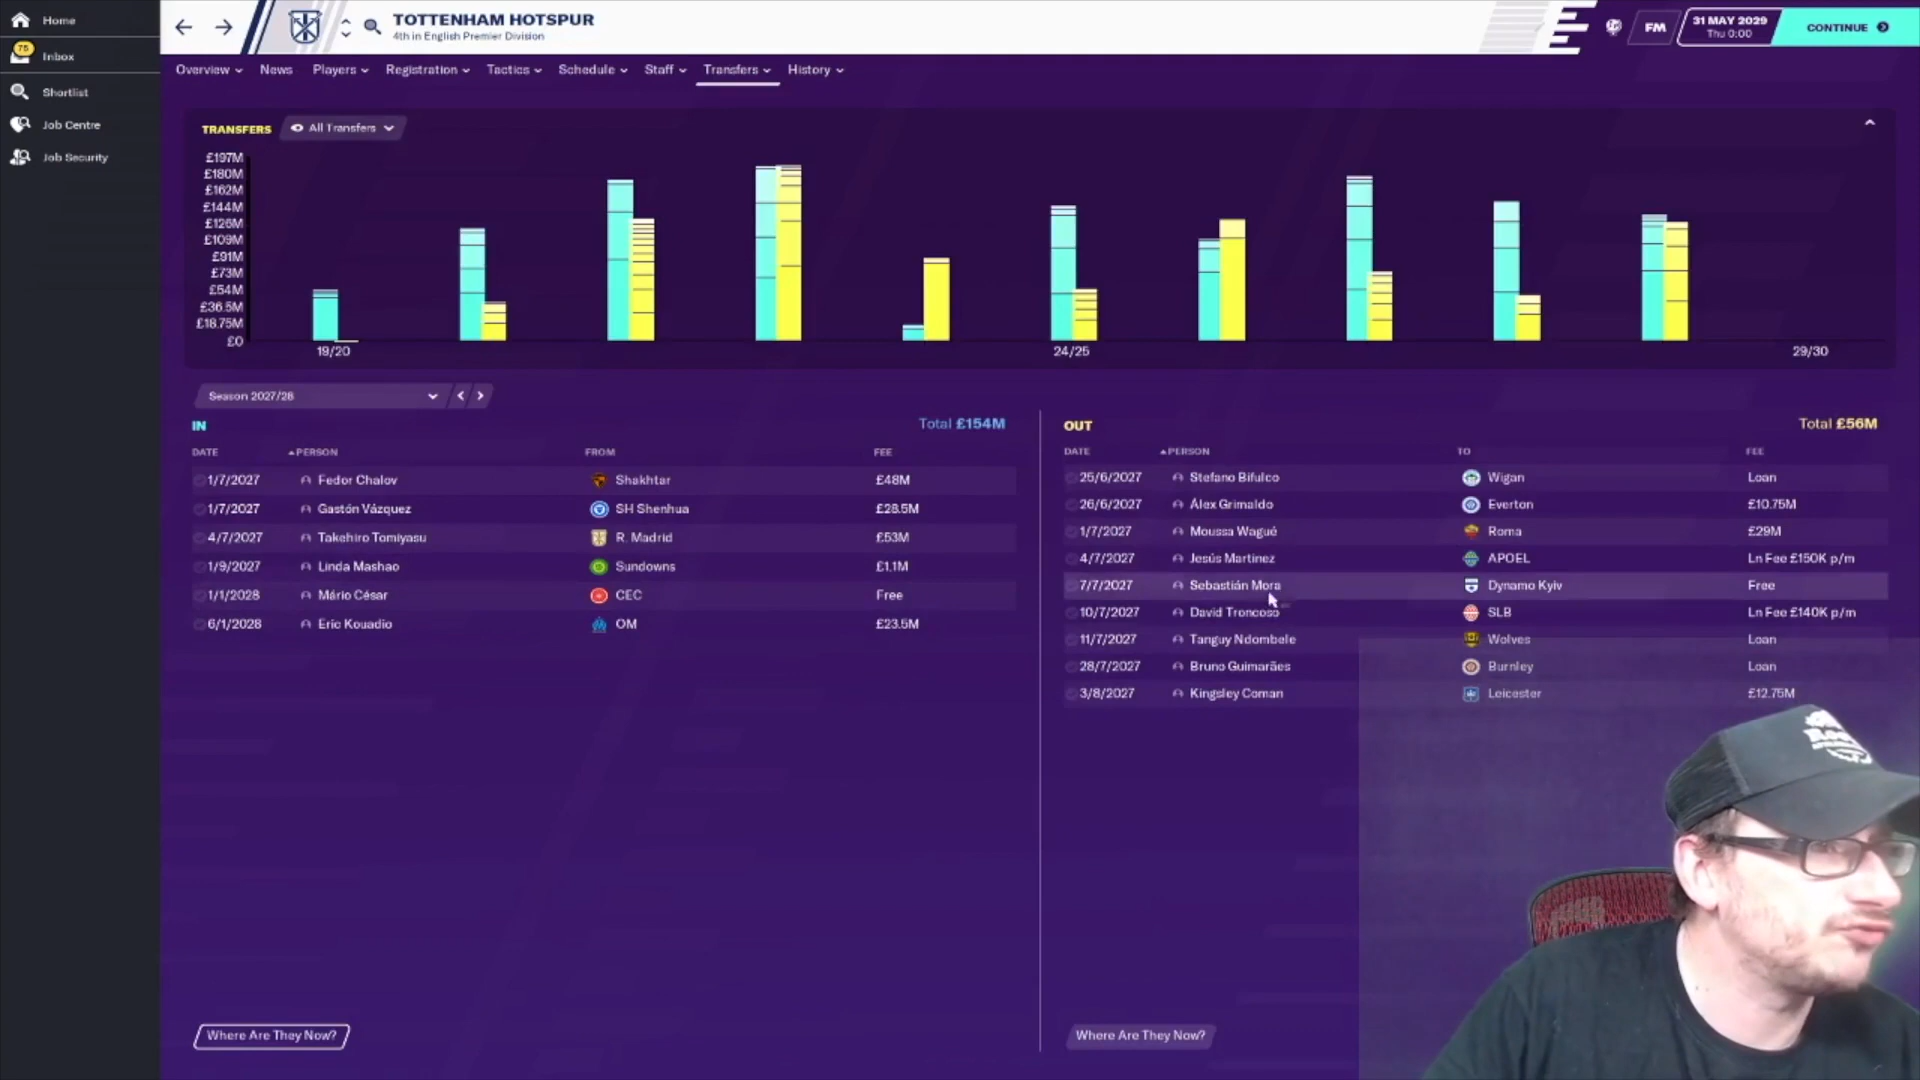 Home
75
Inbox
Shortlist
Job Centre
Job Security
TOTTENHAM HOTSPUR
4th in English Premier Division
FM
31 MAY 2029
Thu 0:00
CONTINUE
Overview
News
Players
Registration
Tactics
Schedule
Staff
Transfers
History
TRANSFERS
All Transfers
£197M
£180M
£162M
£144M
£126M
£109M
£91M
£73M
£54M
£36.5M
£18.75M
£0
19/20
24/25
29/30
Season 2027/28
IN
Total £154M
DATE PERSON FROM FEE
1/7/2027 Fedor Chalov Shakhtar £48M
1/7/2027 Gastón Vázquez SH Shenhua £28.5M
4/7/2027 Takehiro Tomiyasu R. Madrid £53M
1/9/2027 Linda Mashao Sundowns £1.1M
1/1/2028 Mário César CEC Free
6/1/2028 Eric Kouadio OM £23.5M
OUT
Total £56M
DATE PERSON TO FEE
25/6/2027 Stefano Bifulco Wigan Loan
26/6/2027 Álex Grimaldo Everton £10.75M
1/7/2027 Moussa Wagué Roma £29M
4/7/2027 Jesús Martínez APOEL Ln Fee £150K p/m
7/7/2027 Sebastián Mora Dynamo Kyiv Free
10/7/2027 David Troncoso SLB Ln Fee £140K p/m
11/7/2027 Tanguy Ndombele Wolves Loan
28/7/2027 Bruno Guimarães Burnley Loan
3/8/2027 Kingsley Coman Leicester £12.75M
Where Are They Now?
Where Are They Now?